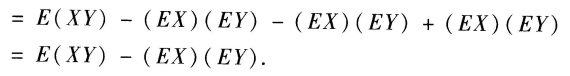 = E(XY) - (EX)(EY) - (EX)(EY) + (EX)(EY)
= E(XY) - (EX)(EY).